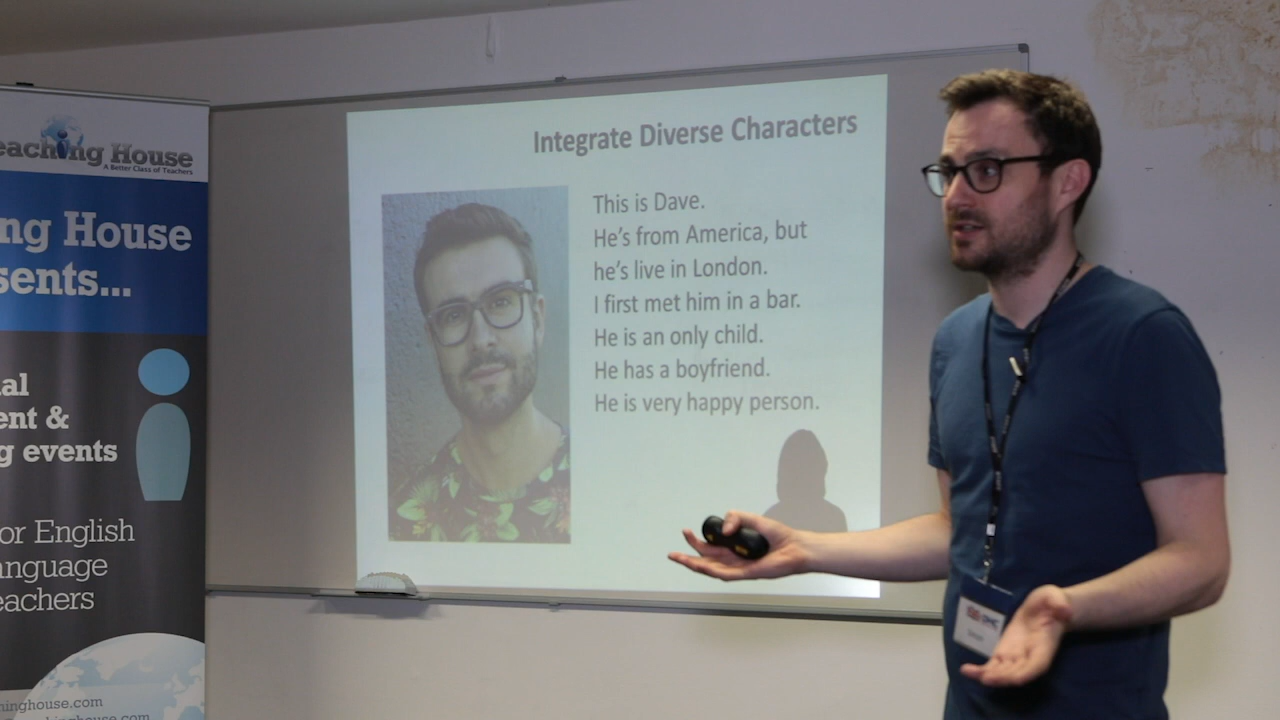 eaching House
A Better Class of Teachers
ng House
sents...
al
ent &
g events
or English
anguage
eachers
hinghouse.com
Integrate Diverse Characters
This is Dave.
He's from America, but
he's live in London.
I first met him in a bar.
He is an only child.
He has a boyfriend.
He is very happy person.